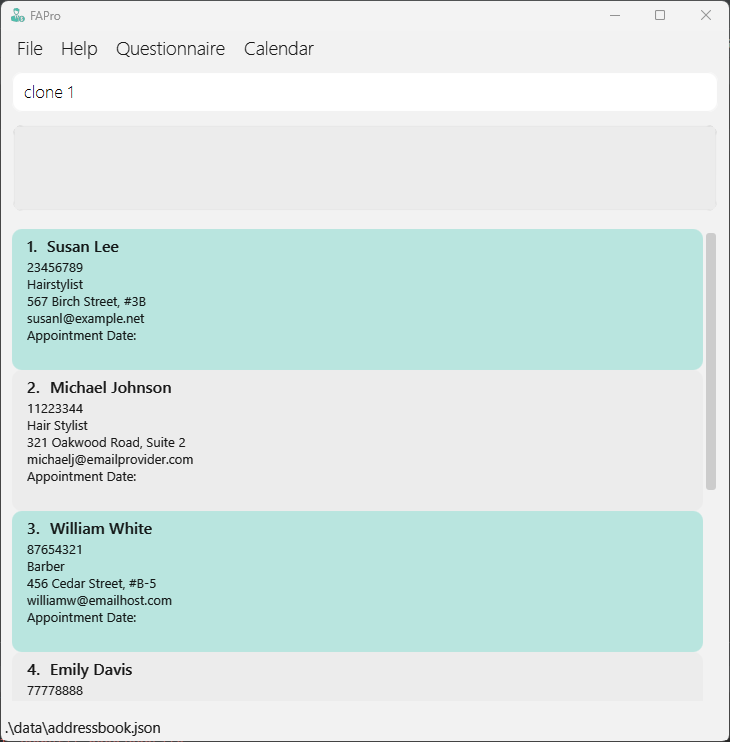 FAPro
File Help Questionnaire Calendar
clone 1
1. Susan Lee
23456789
Hairstylist
567 Birch Street, #3B
susanl@example.net
Appointment Date:
2. Michael Johnson
11223344
Hair Stylist
321 Oakwood Road, Suite 2
michaelj@emailprovider.com
Appointment Date:
3. William White
87654321
Barber
456 Cedar Street, #B-5
williamw@emailhost.com
Appointment Date:
4. Emily Davis
77778888
.\data\addressbook.json